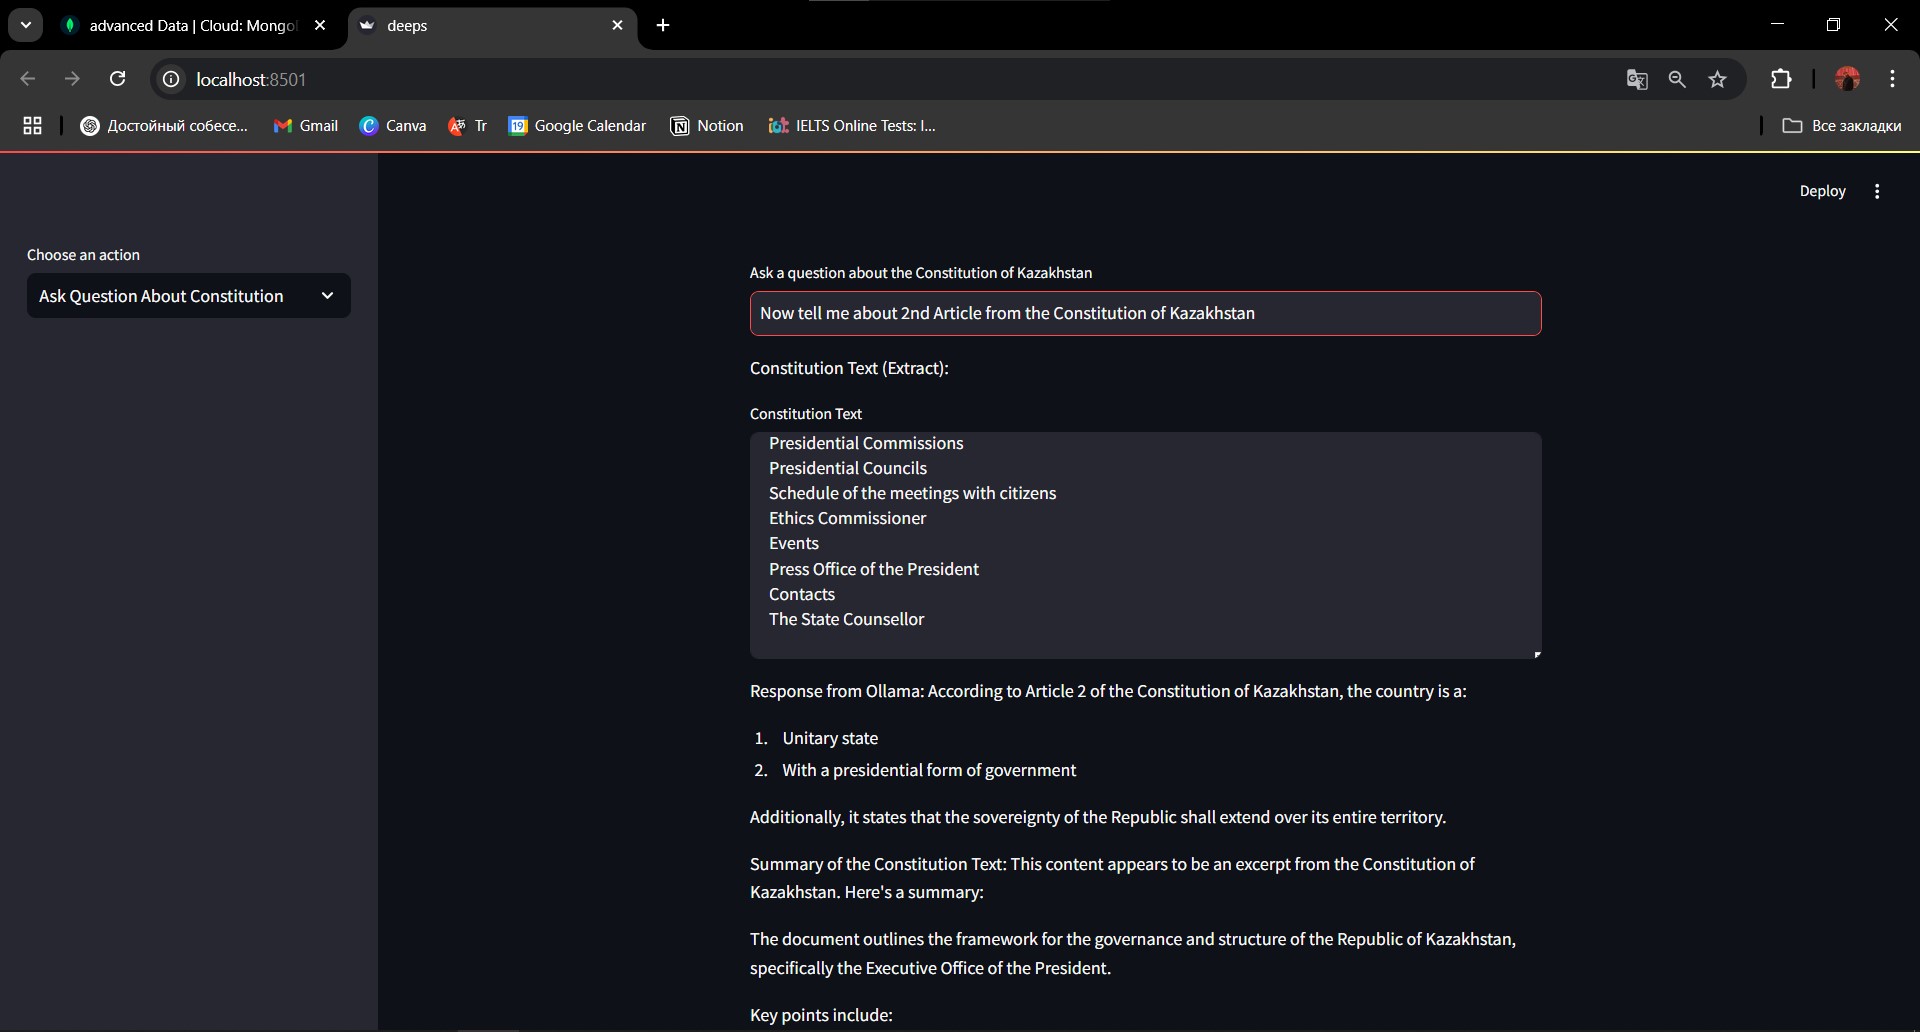 advanced Data | Cloud: Mongo
deeps
localhost:8501
Достойный собесе...
Gmail
Canva
Tr
Google Calendar
Notion
IELTS Online Tests: I...
Все закладки
Deploy
Choose an action
Ask Question About Constitution
Ask a question about the Constitution of Kazakhstan
Now tell me about 2nd Article from the Constitution of Kazakhstan
Constitution Text (Extract):
Constitution Text
Presidential Commissions
Presidential Councils
Schedule of the meetings with citizens
Ethics Commissioner
Events
Press Office of the President
Contacts
The State Counsellor
Response from Ollama: According to Article 2 of the Constitution of Kazakhstan, the country is a:
1. Unitary state
2. With a presidential form of government
Additionally, it states that the sovereignty of the Republic shall extend over its entire territory.
Summary of the Constitution Text: This content appears to be an excerpt from the Constitution of
Kazakhstan. Here's a summary:
The document outlines the framework for the governance and structure of the Republic of Kazakhstan,
specifically the Executive Office of the President.
Key points include: